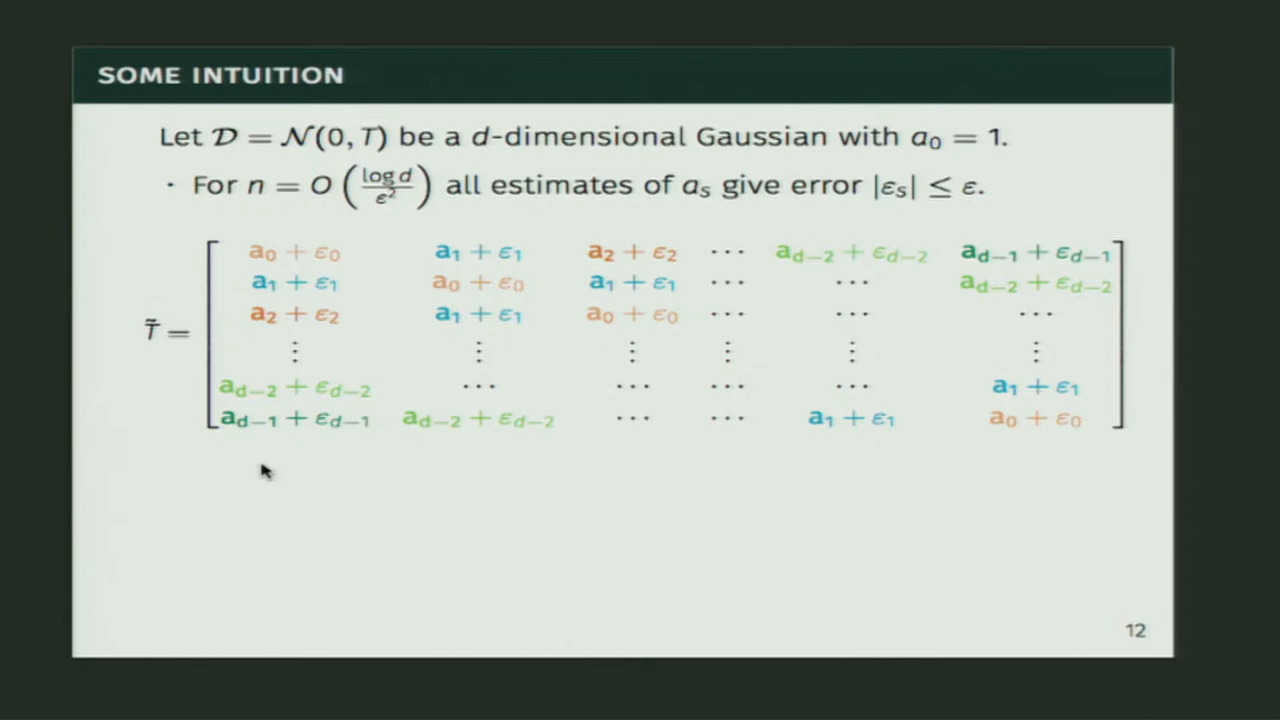 SOME INTUITION
Let 𝒟 = 𝒩(0, T) be a d-dimensional Gaussian with a₀ = 1.
· For n = O(log d / ε²) all estimates of aₛ give error |εₛ| ≤ ε.
a₀ + ε₀ a₁ + ε₁ a₂ + ε₂ ··· a_{d−2} + ε_{d−2} a_{d−1} + ε_{d−1}
a₁ + ε₁ a₀ + ε₀ a₁ + ε₁ ··· ··· a_{d−2} + ε_{d−2}
a₂ + ε₂ a₁ + ε₁ a₀ + ε₀ ··· ··· ···
T̃ = ⋮ ⋮ ⋮ ⋮ ⋮ ⋮
a_{d−2} + ε_{d−2} ··· ··· ··· ··· a₁ + ε₁
a_{d−1} + ε_{d−1} a_{d−2} + ε_{d−2} ··· ··· a₁ + ε₁ a₀ + ε₀
12